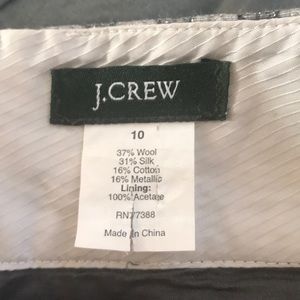 J.CREW
10
37% Wool
31% Silk
16% Cotton
16% Metallic
Lining:
100% Acetate
RN77388
Made in China